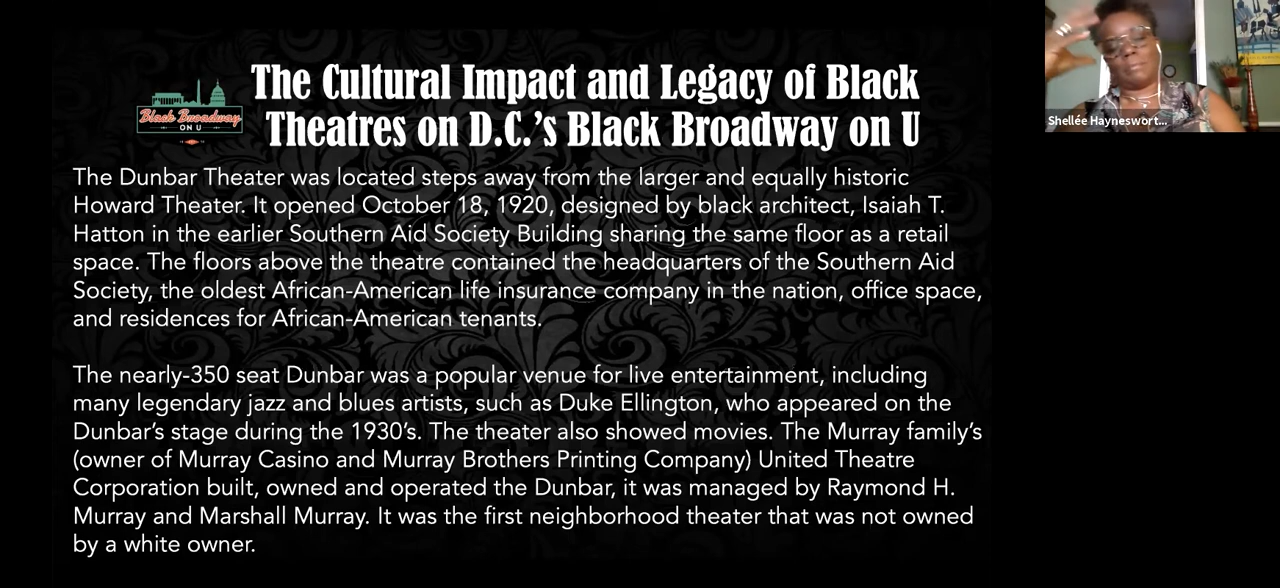 The Cultural Impact and Legacy of Black
Theatres on D.C.'s Black Broadway on U
Black Broadway
ON U
Shellée Hayneswort...
The Dunbar Theater was located steps away from the larger and equally historic
Howard Theater. It opened October 18, 1920, designed by black architect, Isaiah T.
Hatton in the earlier Southern Aid Society Building sharing the same floor as a retail
space. The floors above the theatre contained the headquarters of the Southern Aid
Society, the oldest African-American life insurance company in the nation, office space,
and residences for African-American tenants.
The nearly-350 seat Dunbar was a popular venue for live entertainment, including
many legendary jazz and blues artists, such as Duke Ellington, who appeared on the
Dunbar's stage during the 1930's. The theater also showed movies. The Murray family's
(owner of Murray Casino and Murray Brothers Printing Company) United Theatre
Corporation built, owned and operated the Dunbar, it was managed by Raymond H.
Murray and Marshall Murray. It was the first neighborhood theater that was not owned
by a white owner.